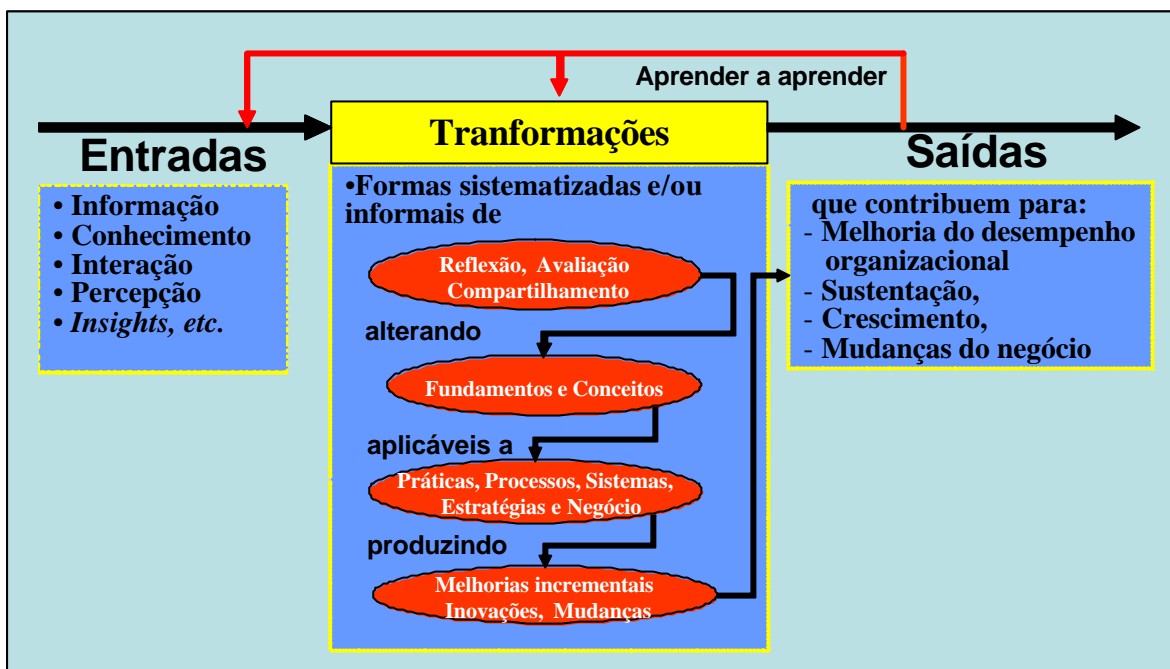 Aprender a aprender
Entradas
• Informação
• Conhecimento
• Interação
• Percepção
• Insights, etc.
Tranformações
•Formas sistematizadas e/ou
informais de
Reflexão, Avaliação
Compartilhamento
alterando
Fundamentos e Conceitos
aplicáveis a
Práticas, Processos, Sistemas,
Estratégias e Negócio
produzindo
Melhorias incrementais
Inovações, Mudanças
Saídas
que contribuem para:
- Melhoria do desempenho
organizacional
- Sustentação,
- Crescimento,
- Mudanças do negócio